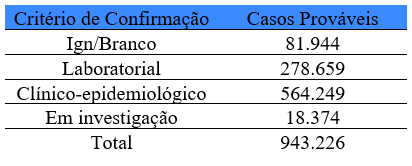 Critério de Confirmação Casos Prováveis
Ign/Branco 81.944
Laboratorial 278.659
Clínico-epidemiológico 564.249
Em investigação 18.374
Total 943.226